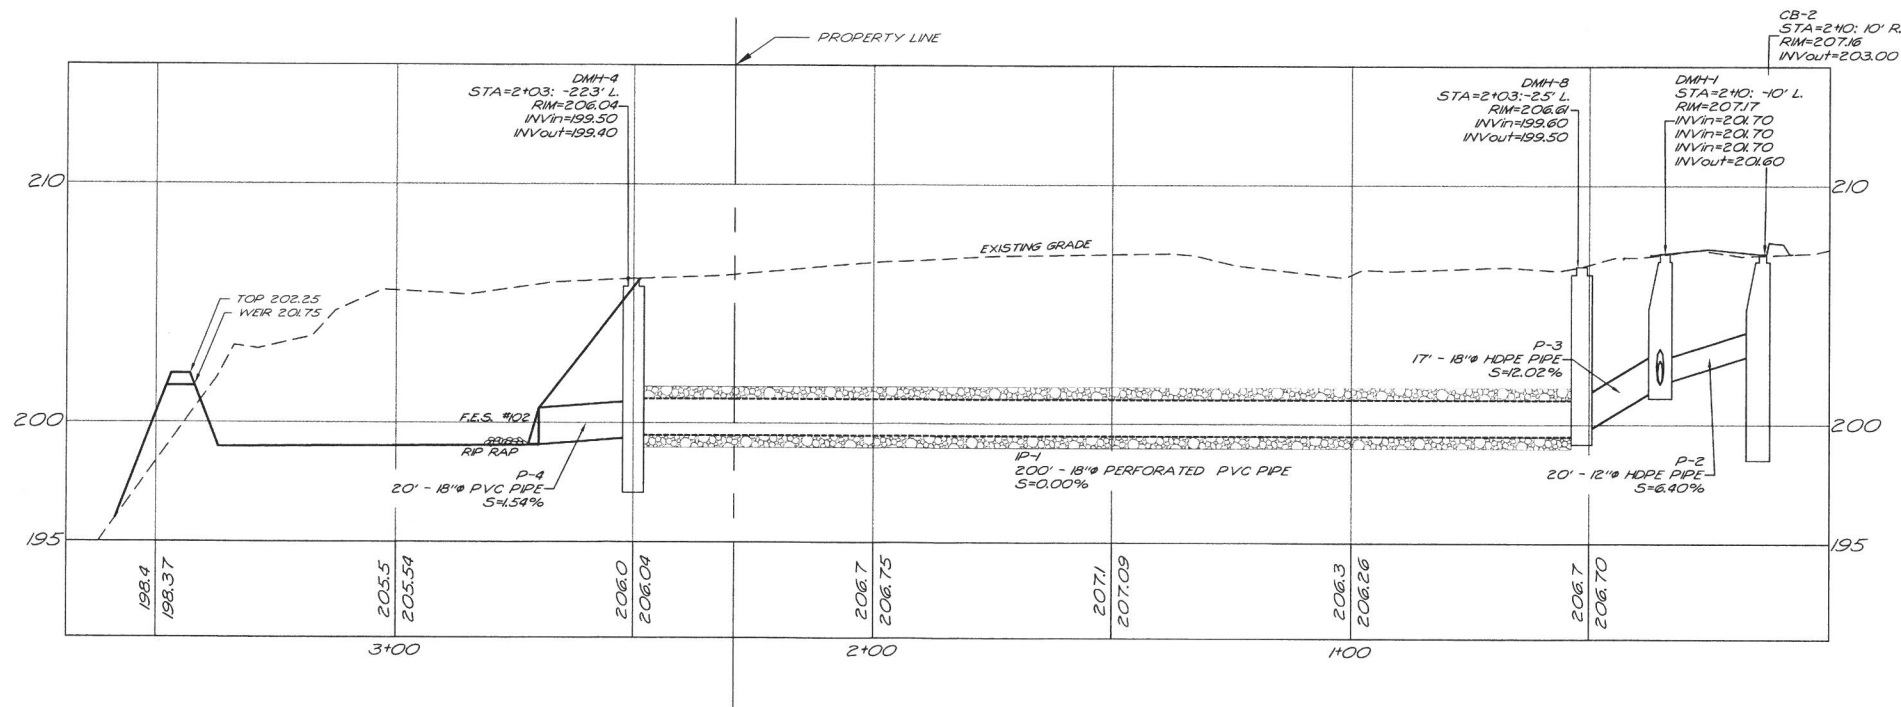 CB-2
STA=2+10: 10' R.
RIM=207.16
INVout=203.00
PROPERTY LINE
DMH-4
STA=2+03: -223' L.
RIM=206.04
INVin=199.50
INVout=199.40
DMH-8
STA=2+03:-25' L.
RIM=206.61
INVin=199.60
INVout=199.50
DMH-1
STA=2+10: -10' L.
RIM=207.17
INVin=201.70
INVin=201.70
INVin=201.70
INVout=201.60
210
210
EXISTING GRADE
TOP 202.25
WEIR 201.75
P-3
17' - 18"ø HDPE PIPE
S=12.02%
200
F.E.S. #102
200
RIP RAP
P-4
20' - 18"ø PVC PIPE
S=1.54%
IP-1
200' - 18"ø PERFORATED PVC PIPE
S=0.00%
P-2
20' - 12"ø HDPE PIPE
S=6.40%
195
195
198.4
198.37
205.5
205.54
206.0
206.04
206.7
206.75
207.1
207.09
206.3
206.26
206.7
206.70
3+00
2+00
1+00